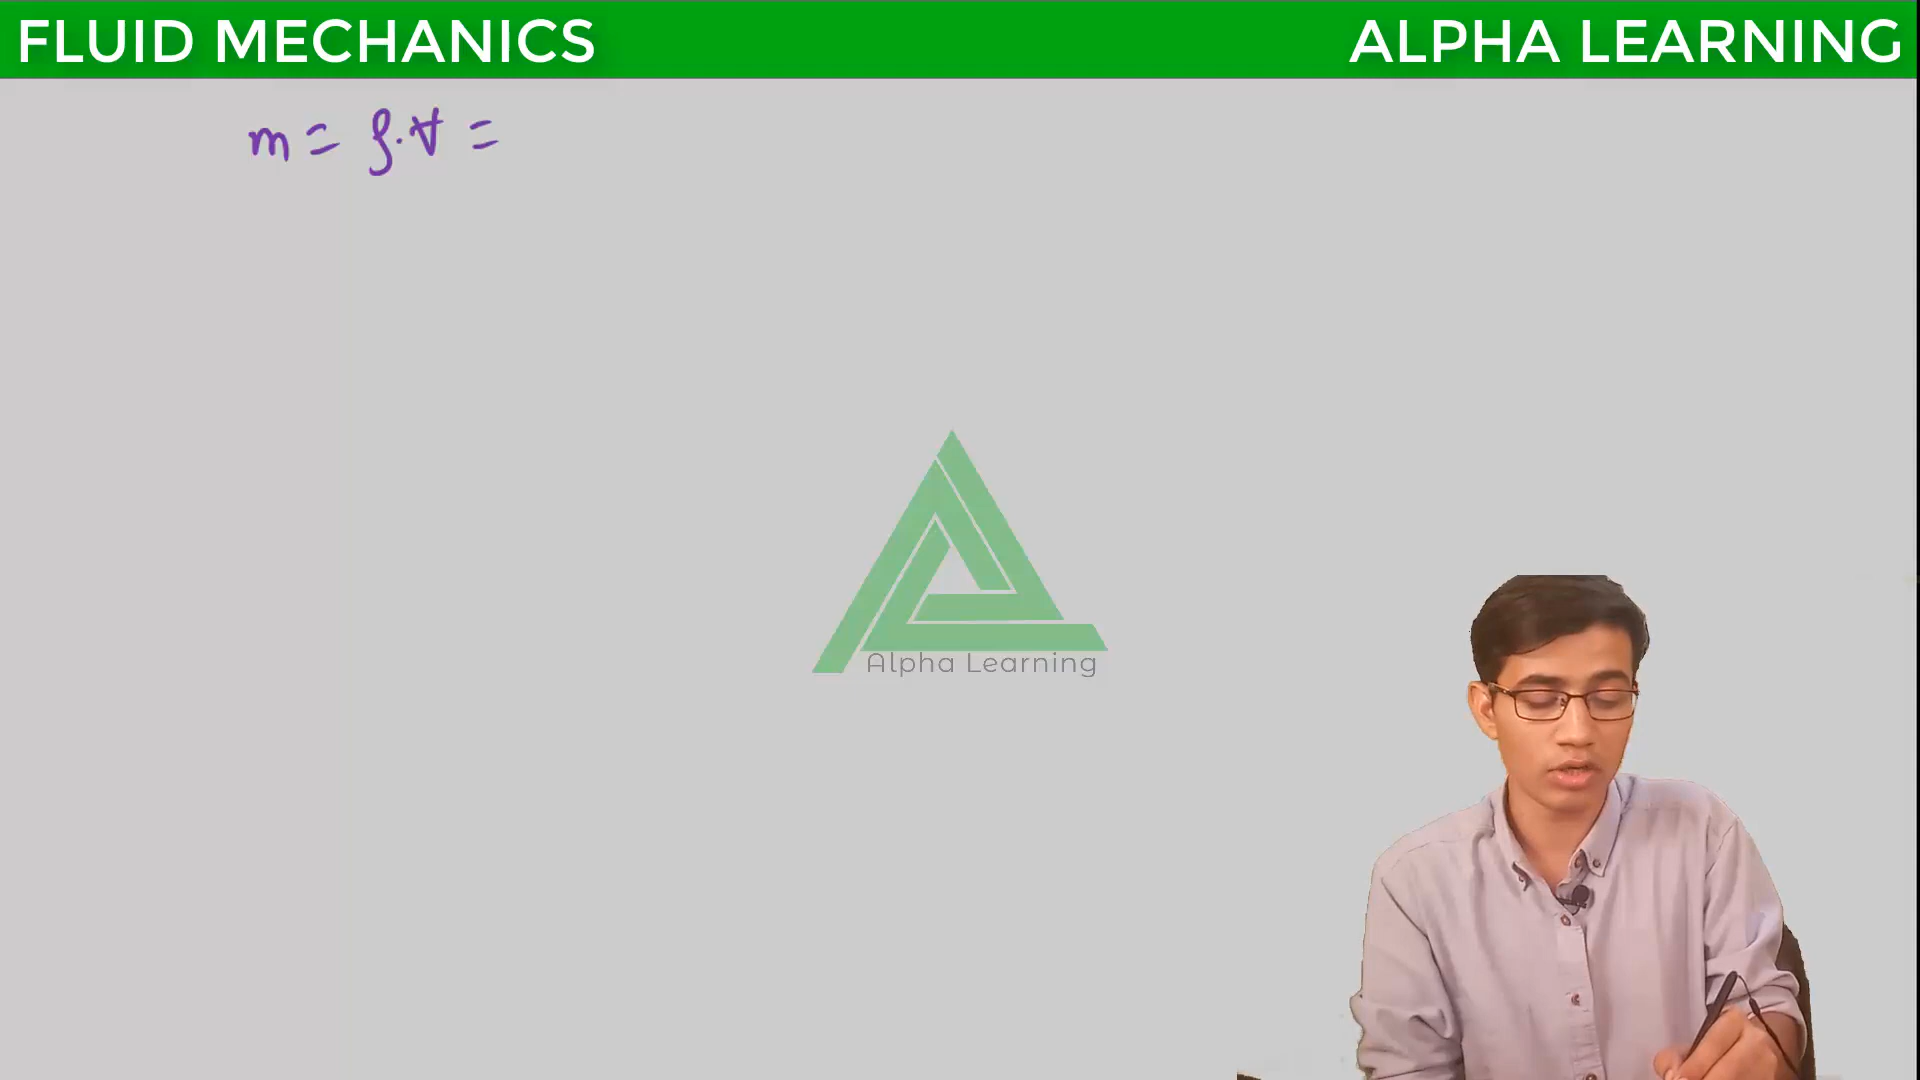 FLUID MECHANICS
ALPHA LEARNING
m = ρ.∀ =
Alpha Learning